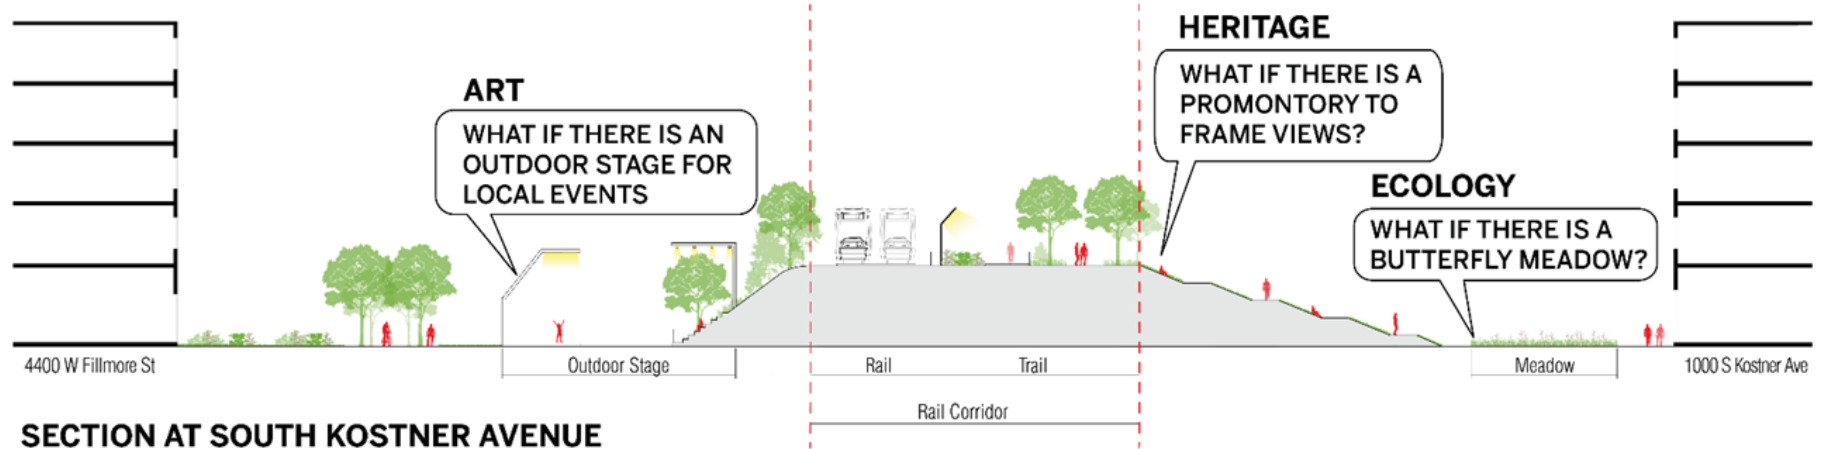 HERITAGE
WHAT IF THERE IS A
PROMONTORY TO
FRAME VIEWS?
ART
WHAT IF THERE IS AN
OUTDOOR STAGE FOR
LOCAL EVENTS
ECOLOGY
WHAT IF THERE IS A
BUTTERFLY MEADOW?
4400 W Fillmore St
Outdoor Stage
Rail
Trail
Meadow
1000 S Kostner Ave
Rail Corridor
SECTION AT SOUTH KOSTNER AVENUE